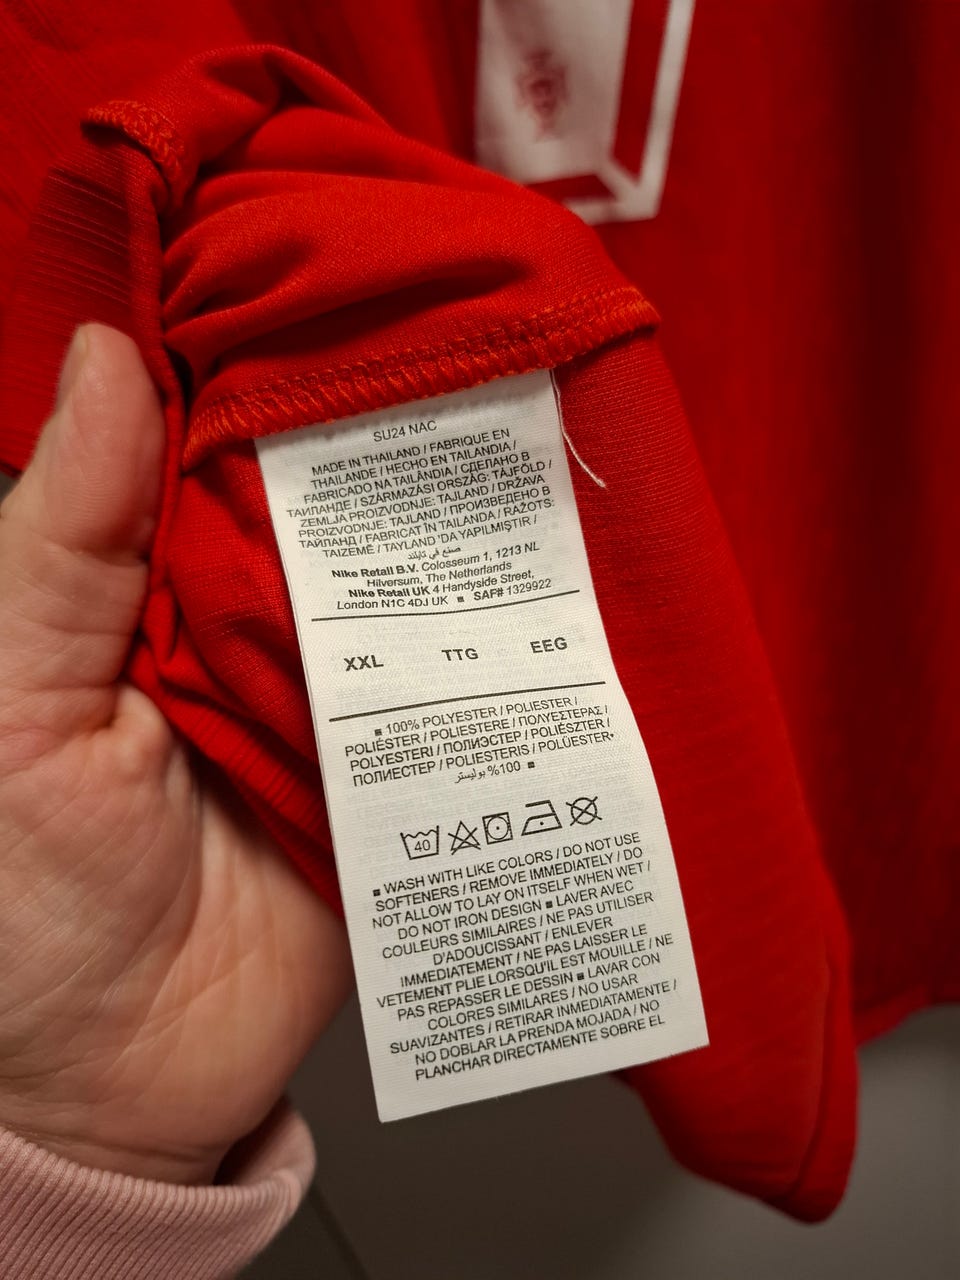 SU24 NAC
MADE IN THAILAND / FABRIQUE EN
THAILANDE / HECHO EN TAILANDIA /
FABRICADO NA TAILÂNDIA / СДЕЛАНО В
ТАИЛАНДЕ / SZÁRMAZÁSI ORSZÁG: TÁJFÖLD /
ZEMLJA PROIZVODNJE: TAJLAND / DRŽAVA
PROIZVODNJE: TAJLAND / ПРОИЗВЕДЕНО В
ТАЙЛАНД / FABRICAT ÎN TAILANDA / RAŽOTS:
TAIZEMĒ / TAYLAND 'DA YAPILMIŞTIR /
صنع في تايلند
Nike Retail B.V. Colosseum 1, 1213 NL
Hilversum, The Netherlands
Nike Retail UK 4 Handyside Street,
London N1C 4DJ UK ■ SAF# 1329922
XXL TTG EEG
■ 100% POLYESTER / POLIESTER /
POLIÉSTER / POLIESTERE / ΠΟΛΥΕΣΤΕΡΑΣ /
POLYESTERI / ПОЛИЭСТЕР / POLIÉSZTER /
ПОЛИЕСТЕР / POLIESTERIS / POLÜESTER*
%100 بوليستر ■
40
■ WASH WITH LIKE COLORS / DO NOT USE
SOFTENERS / REMOVE IMMEDIATELY / DO
NOT ALLOW TO LAY ON ITSELF WHEN WET /
DO NOT IRON DESIGN ■ LAVER AVEC
COULEURS SIMILAIRES / NE PAS UTILISER
D'ADOUCISSANT / ENLEVER
IMMEDIATEMENT / NE PAS LAISSER LE
VETEMENT PLIE LORSQU'IL EST MOUILLE / NE
PAS REPASSER LE DESSIN ■ LAVAR CON
COLORES SIMILARES / NO USAR
SUAVIZANTES / RETIRAR INMEDIATAMENTE /
NO DOBLAR LA PRENDA MOJADA / NO
PLANCHAR DIRECTAMENTE SOBRE EL